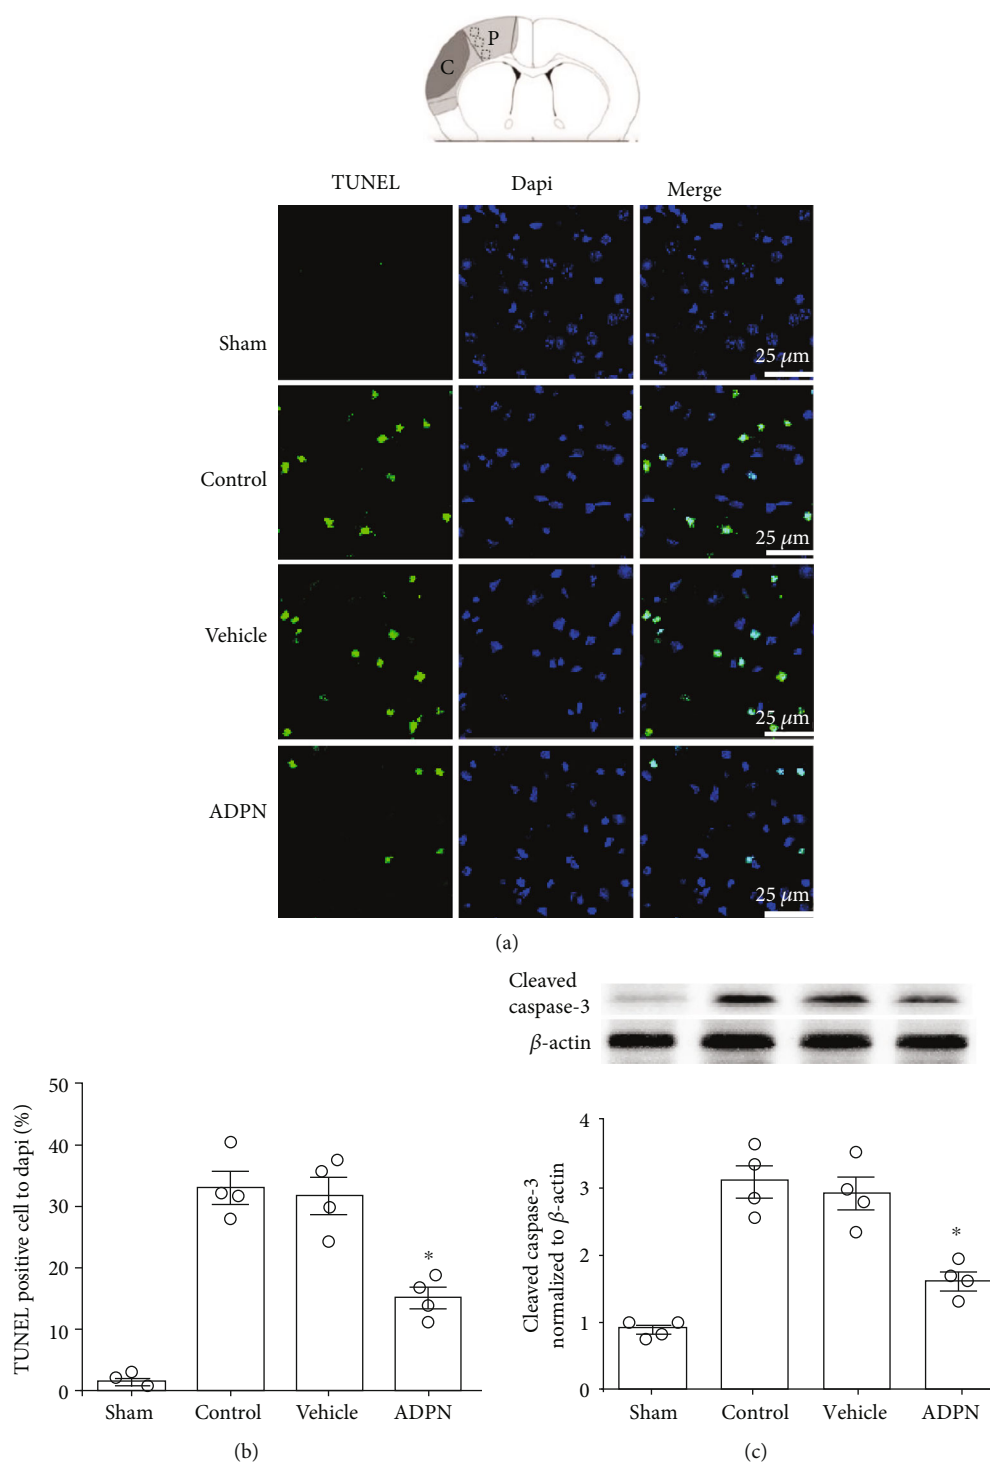 P
C
TUNEL Dapi Merge
Sham
25 μm
Control
25 μm
Vehicle
25 μm
ADPN
25 μm
(a)
Cleaved
caspase-3
β-actin
TUNEL positive cell to dapi (%)
50
40
30
20
10
0
*
Sham Control Vehicle ADPN
(b)
Cleaved caspase-3
normalized to β-actin
4
3
2
1
0
*
Sham Control Vehicle ADPN
(c)